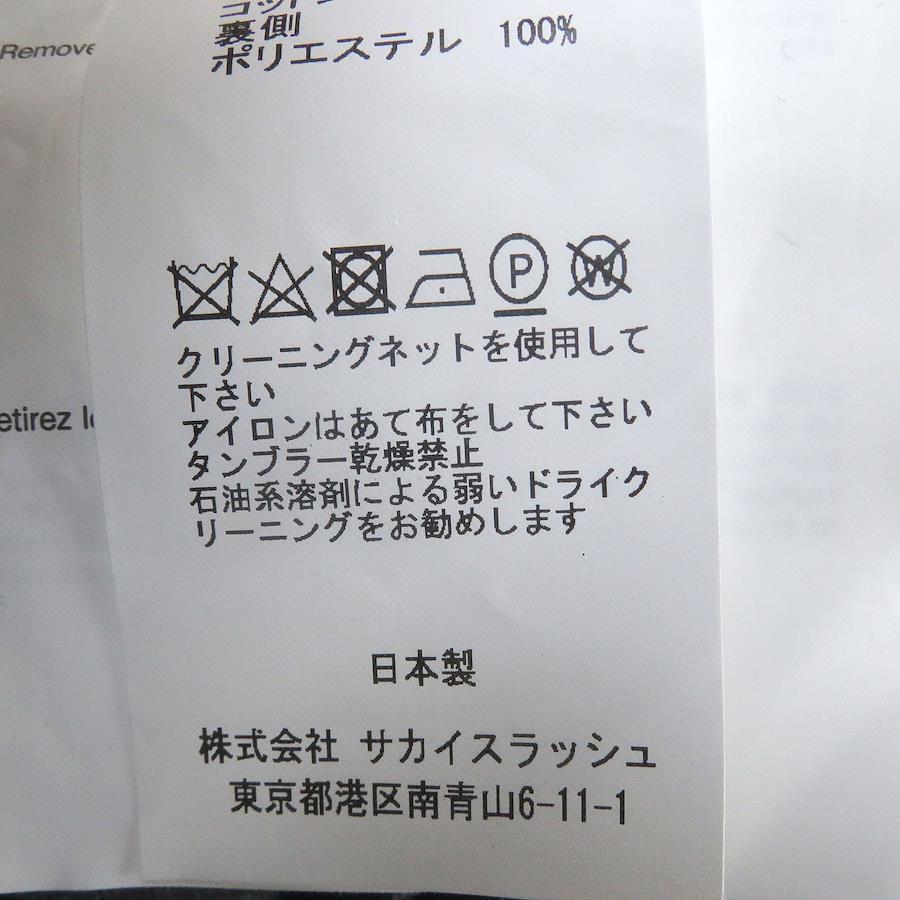 裏側
ポリエステル 100%
Remove
etirez
P
W
クリーニングネットを使用して
下さい
アイロンはあて布をして下さい
タンブラー乾燥禁止
石油系溶剤による弱いドライク
リーニングをお勧めします
日本製
株式会社 サカイスラッシュ
東京都港区南青山6-11-1